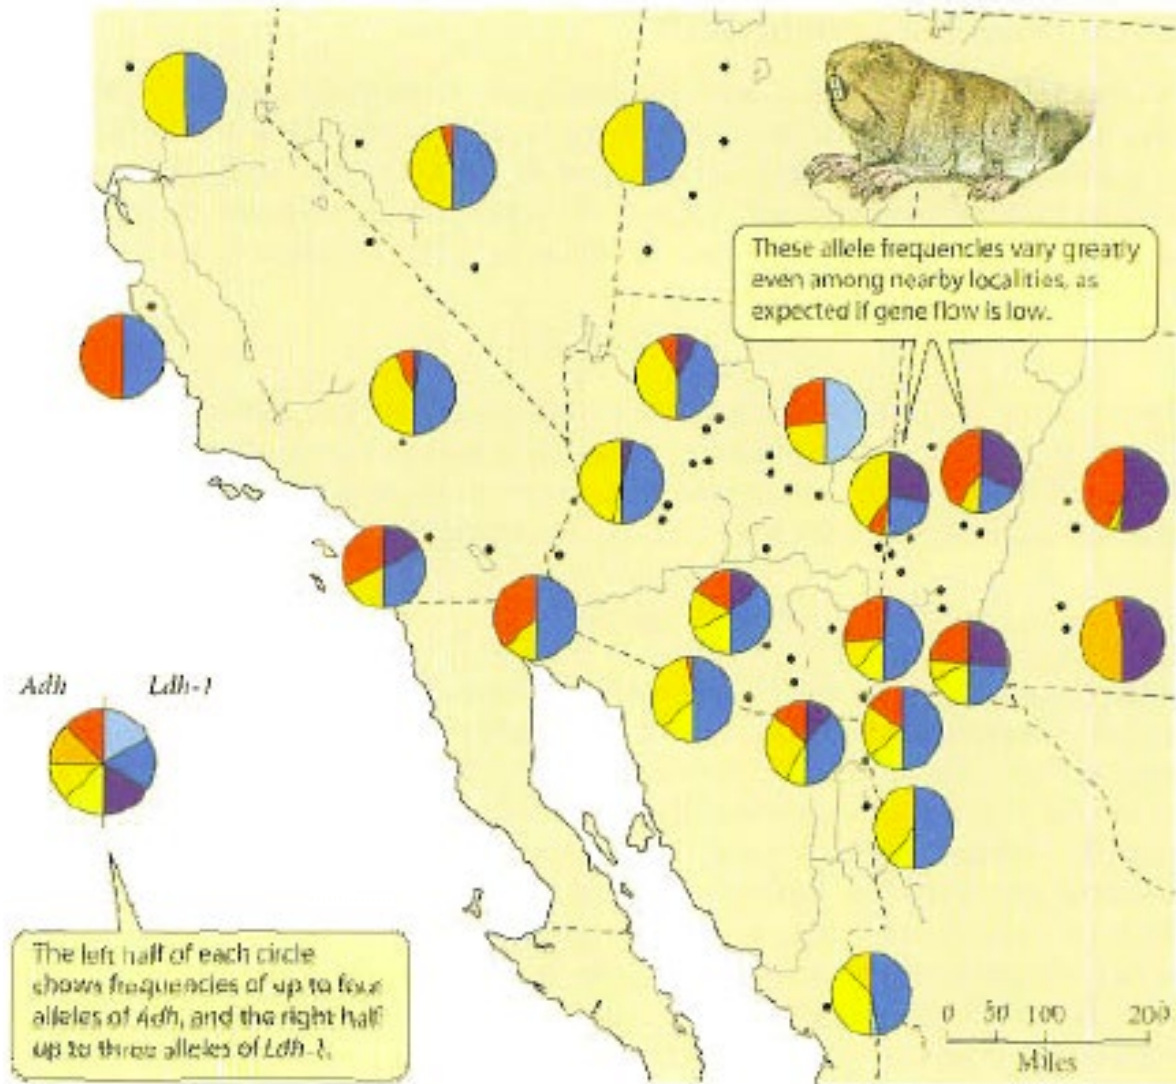 These allele frequencies vary greatly
even among nearby localities, as
expected if gene flow is low.
Adh Ldh-1
The left half of each circle
shows frequencies of up to four
alleles of Adh, and the right half
up to three alleles of Ldh-1.
0 50 100 200
Miles